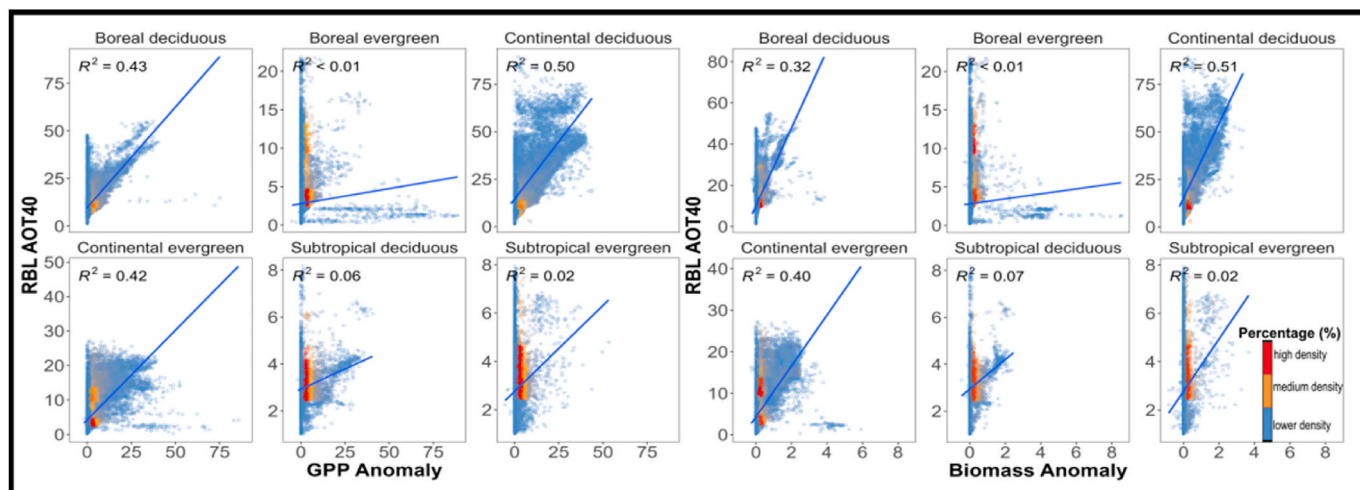 Boreal deciduous Boreal evergreen Continental deciduous Boreal deciduous Boreal evergreen Continental deciduous
R² = 0.43 R² < 0.01 R² = 0.50 R² = 0.32 R² < 0.01 R² = 0.51
75 50 25 0
20 15 10 5 0
75 50 25 0
80 60 40 20 0
20 15 10 5 0
75 50 25 0
RBL AOT40
RBL AOT40
Continental evergreen Subtropical deciduous Subtropical evergreen Continental evergreen Subtropical deciduous Subtropical evergreen
R² = 0.42 R² = 0.06 R² = 0.02 R² = 0.40 R² = 0.07 R² = 0.02
50 40 30 20 10 0
8 6 4 2
8 6 4 2
40 30 20 10 0
8 6 4 2
8 6 4 2
Percentage (%)
high density
medium density
lower density
0 25 50 75 0 25 50 75 0 25 50 75 0 2 4 6 8 0 2 4 6 8 0 2 4 6 8
GPP Anomaly Biomass Anomaly